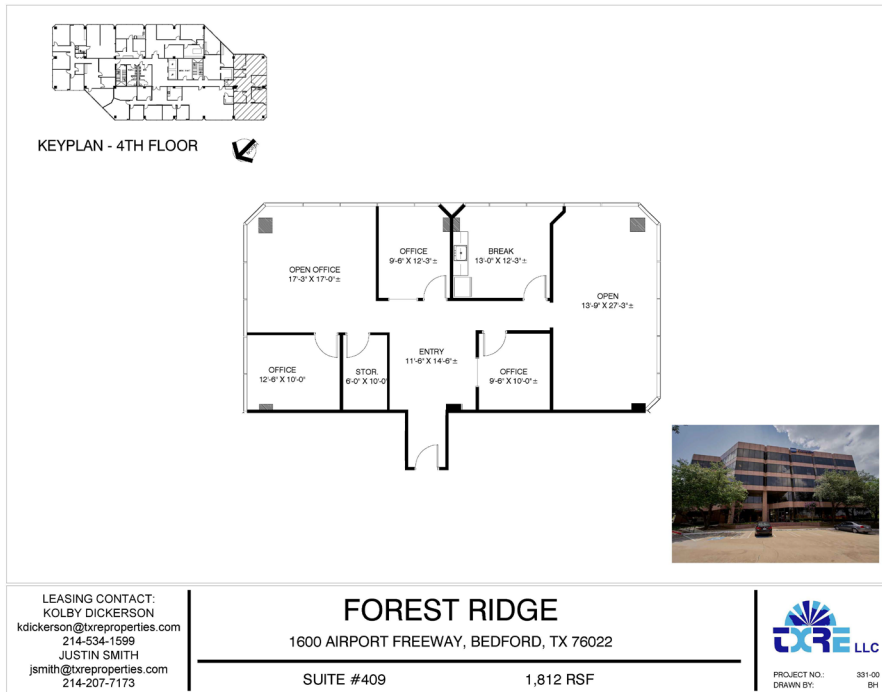 KEYPLAN - 4TH FLOOR
OPEN OFFICE
17'-3" X 17'-0"±
OFFICE
9'-6" X 12'-3"±
BREAK
13'-0" X 12'-3"±
OPEN
13'-9" X 27'-3"±
OFFICE
12'-6" X 10'-0"
STOR.
6'-0" X 10'-0"
ENTRY
11'-6" X 14'-6"±
OFFICE
9'-6" X 10'-0"±
LEASING CONTACT:
KOLBY DICKERSON
kdickerson@txreproperties.com
214-534-1599
JUSTIN SMITH
jsmith@txreproperties.com
214-207-7173
FOREST RIDGE
1600 AIRPORT FREEWAY, BEDFORD, TX 76022
SUITE #409 1,812 RSF
TXRE LLC
PROJECT NO.: 331-00
DRAWN BY: BH